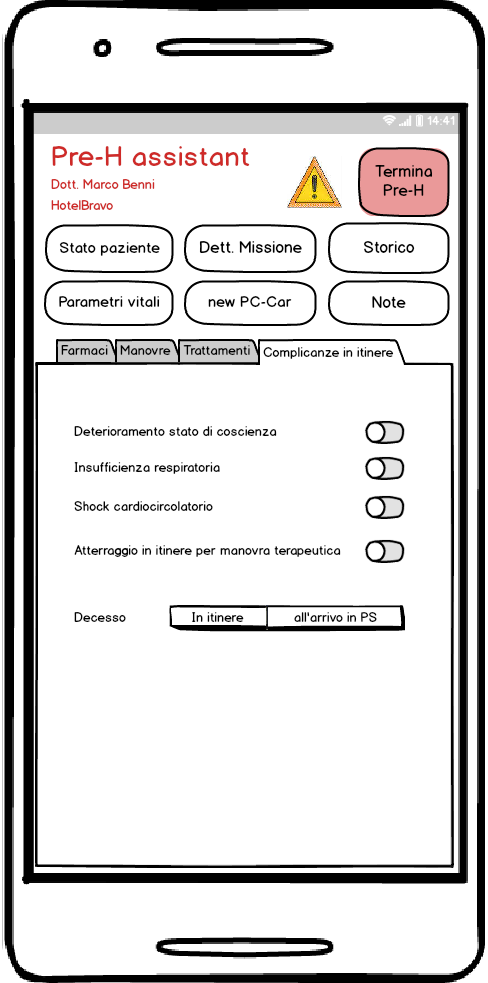 14:41
Pre-H assistant
Dott. Marco Benni
HotelBravo
Termina
Pre-H
Stato paziente
Dett. Missione
Storico
Parametri vitali
new PC-Car
Note
Farmaci
Manovre
Trattamenti
Complicanze in itinere
Deterioramento stato di coscienza
Insufficienza respiratoria
Shock cardiocircolatorio
Atterraggio in itinere per manovra terapeutica
Decesso
In itinere
all'arrivo in PS